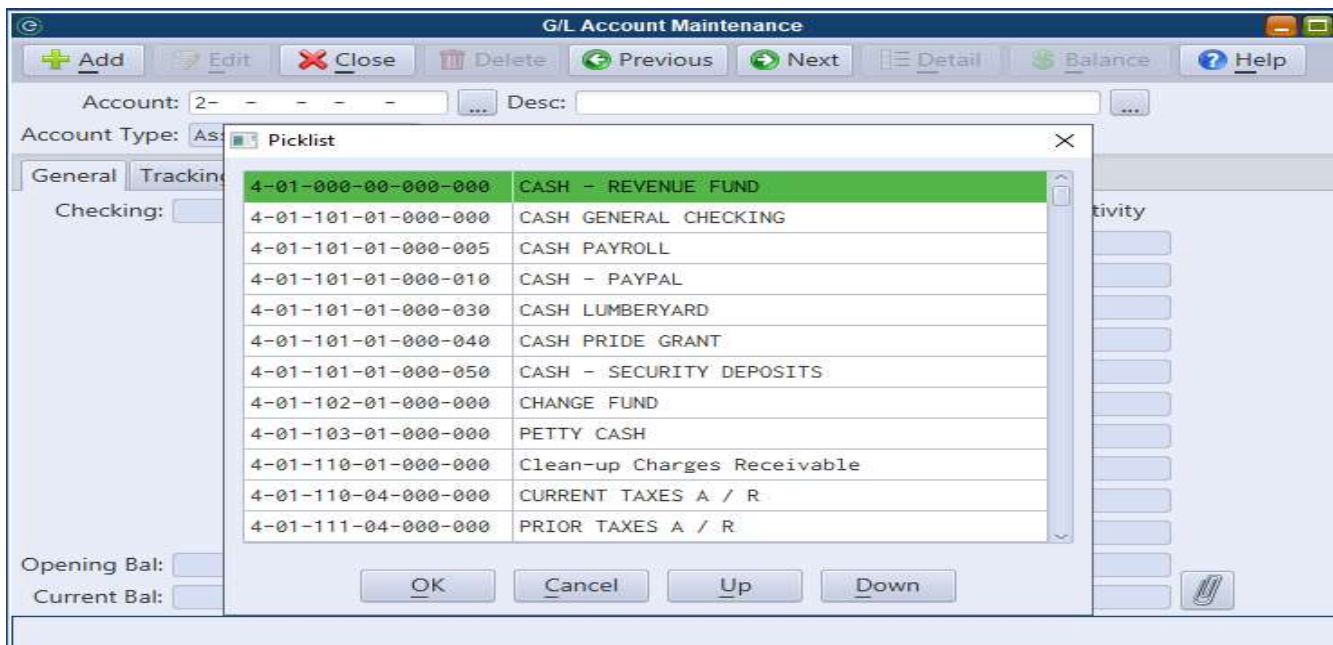 G/L Account Maintenance
Add Edit Close Delete Previous Next Detail Balance Help
Account: 2- - - - - ... Desc: ...
Account Type: Ass
Picklist
General Tracking
4-01-000-00-000-000 CASH - REVENUE FUND
Checking: 4-01-101-01-000-000 CASH GENERAL CHECKING tivity
4-01-101-01-000-005 CASH PAYROLL
4-01-101-01-000-010 CASH - PAYPAL
4-01-101-01-000-030 CASH LUMBERYARD
4-01-101-01-000-040 CASH PRIDE GRANT
4-01-101-01-000-050 CASH - SECURITY DEPOSITS
4-01-102-01-000-000 CHANGE FUND
4-01-103-01-000-000 PETTY CASH
4-01-110-01-000-000 Clean-up Charges Receivable
4-01-110-04-000-000 CURRENT TAXES A / R
4-01-111-04-000-000 PRIOR TAXES A / R
Opening Bal:
OK Cancel Up Down
Current Bal: